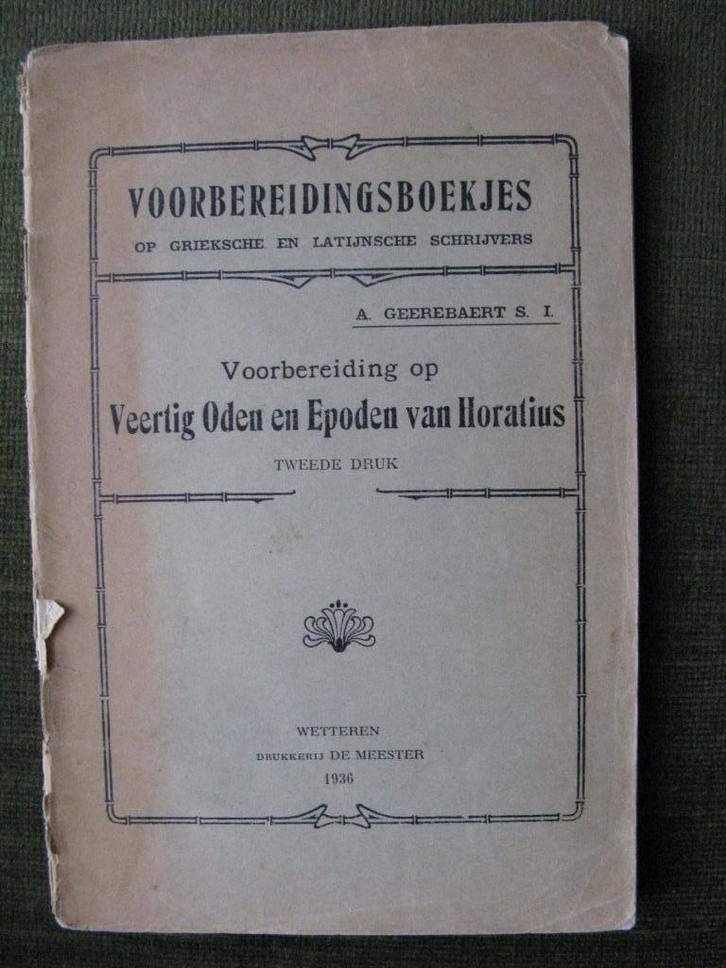 VOORBEREIDINGSBOEKJES
OP GRIEKSCHE EN LATIJNSCHE SCHRIJVERS
A. GEEREBAERT S. I.
Voorbereiding op
Veertig Oden en Epoden van Horatius
TWEEDE DRUK
WETTEREN
DRUKKERIJ DE MEESTER
1936